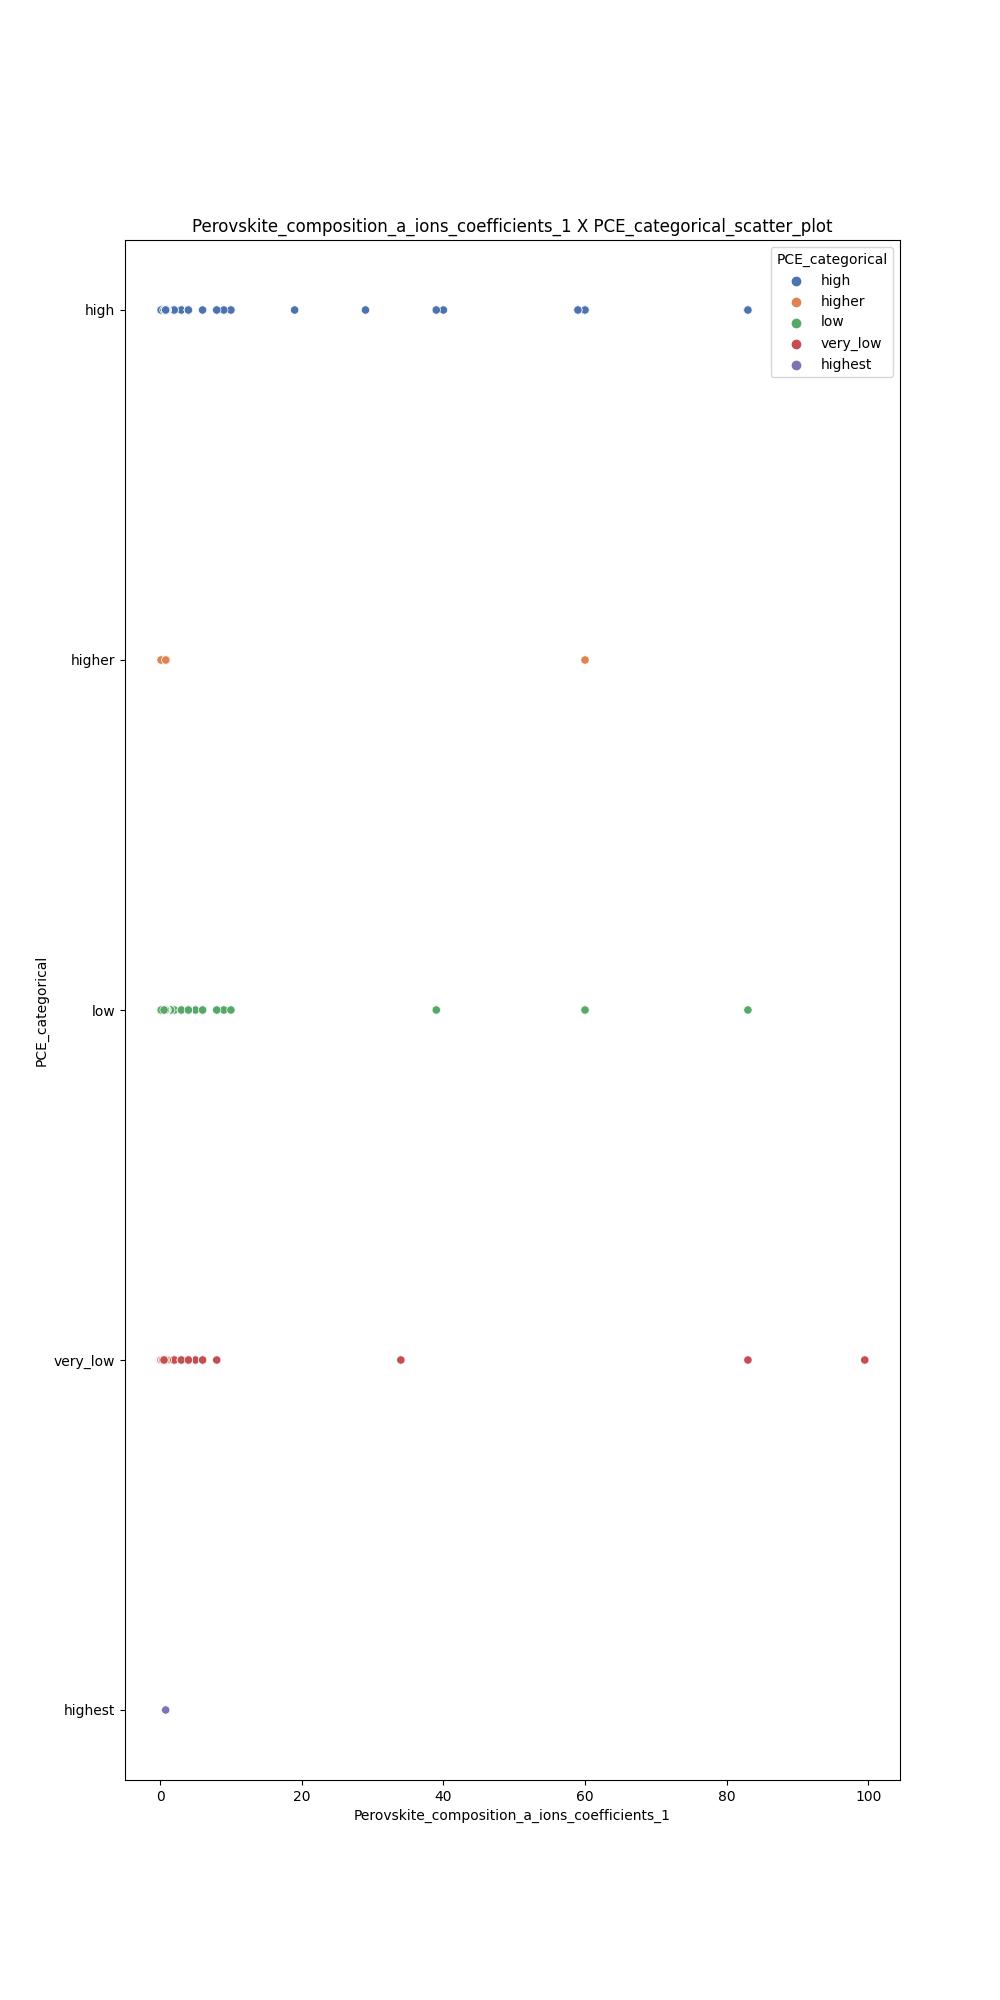 Perovskite_composition_a_ions_coefficients_1 X PCE_categorical_scatter_plot
PCE_categorical
high
higher
low
very_low
highest
high
higher
low
very_low
highest
PCE_categorical
0 20 40 60 80 100
Perovskite_composition_a_ions_coefficients_1